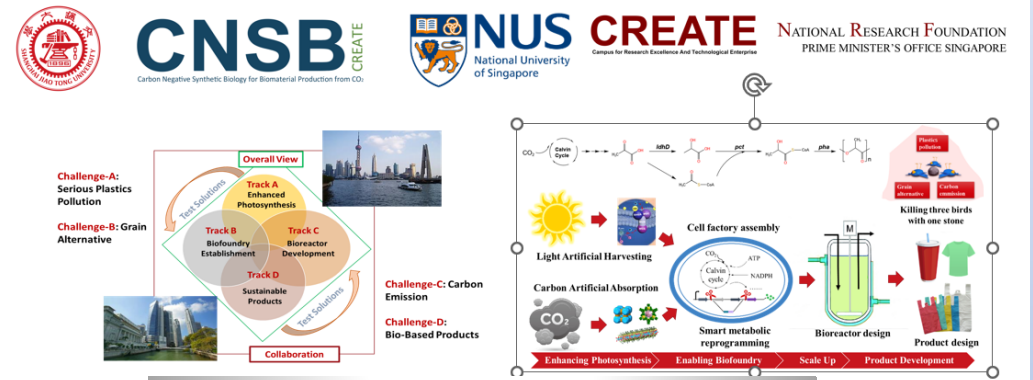 SHANGHAI JIAO TONG UNIVERSITY
CNSB
CREATE
Carbon Negative Synthetic Biology for Biomaterial Production from CO₂
NUS
National University
of Singapore
CREATE
Campus for Research Excellence And Technological Enterprise
NATIONAL RESEARCH FOUNDATION
PRIME MINISTER'S OFFICE SINGAPORE
Overall View
Challenge-A:
Serious Plastics
Pollution
Challenge-B: Grain
Alternative
Test Solutions
Track A
Enhanced
Photosynthesis
Track B
Biofoundry
Establishment
Track C
Bioreactor
Development
Track D
Sustainable
Products
Test Solutions
Challenge-C: Carbon
Emission
Challenge-D:
Bio-Based Products
Collaboration
CO₂
Calvin
Cycle
ldhD
pct
pha
Plastics
pollution
Grain
alternative
Carbon
emmission
Killing three birds
with one stone
Light Artificial Harvesting
Carbon Artificial Absorption
CO₂
Cell factory assembly
CO₂
Calvin
cycle
ATP
NADPH
Smart metabolic
reprogramming
M
Bioreactor design
Product design
Enhancing Photosynthesis
Enabling Biofoundry
Scale Up
Product Development